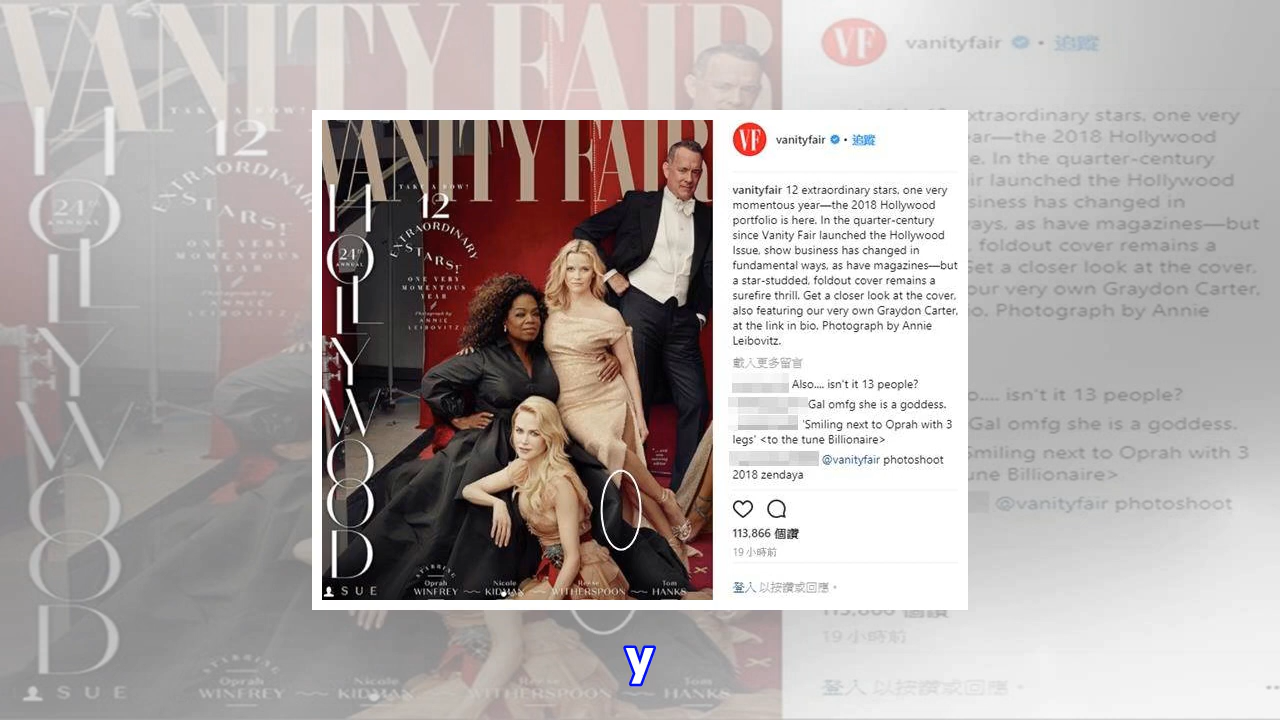 VANITY FAIR
TAKE A BOW!
12
EXTRAORDINARY
STARS!
ONE VERY
MOMENTOUS
YEAR
Photograph by
ANNIE
LEIBOVITZ
24th
ANNUAL
HOLLYWOOD
STARRING
Oprah WINFREY
Nicole KIDMAN
Reese WITHERSPOON
Tom HANKS
SUE
VF
vanityfair • 追蹤
vanityfair 12 extraordinary stars, one very
momentous year—the 2018 Hollywood
portfolio is here. In the quarter-century
since Vanity Fair launched the Hollywood
Issue, show business has changed in
fundamental ways, as have magazines—but
a star-studded, foldout cover remains a
surefire thrill. Get a closer look at the cover,
also featuring our very own Graydon Carter,
at the link in bio. Photograph by Annie
Leibovitz.
載入更多留言
Also.... isn't it 13 people?
Gal omfg she is a goddess.
'Smiling next to Oprah with 3
legs' <to the tune Billionaire>
@vanityfair photoshoot
2018 zendaya
113,866 個讚
19 小時前
登入以按讚或回應。
y